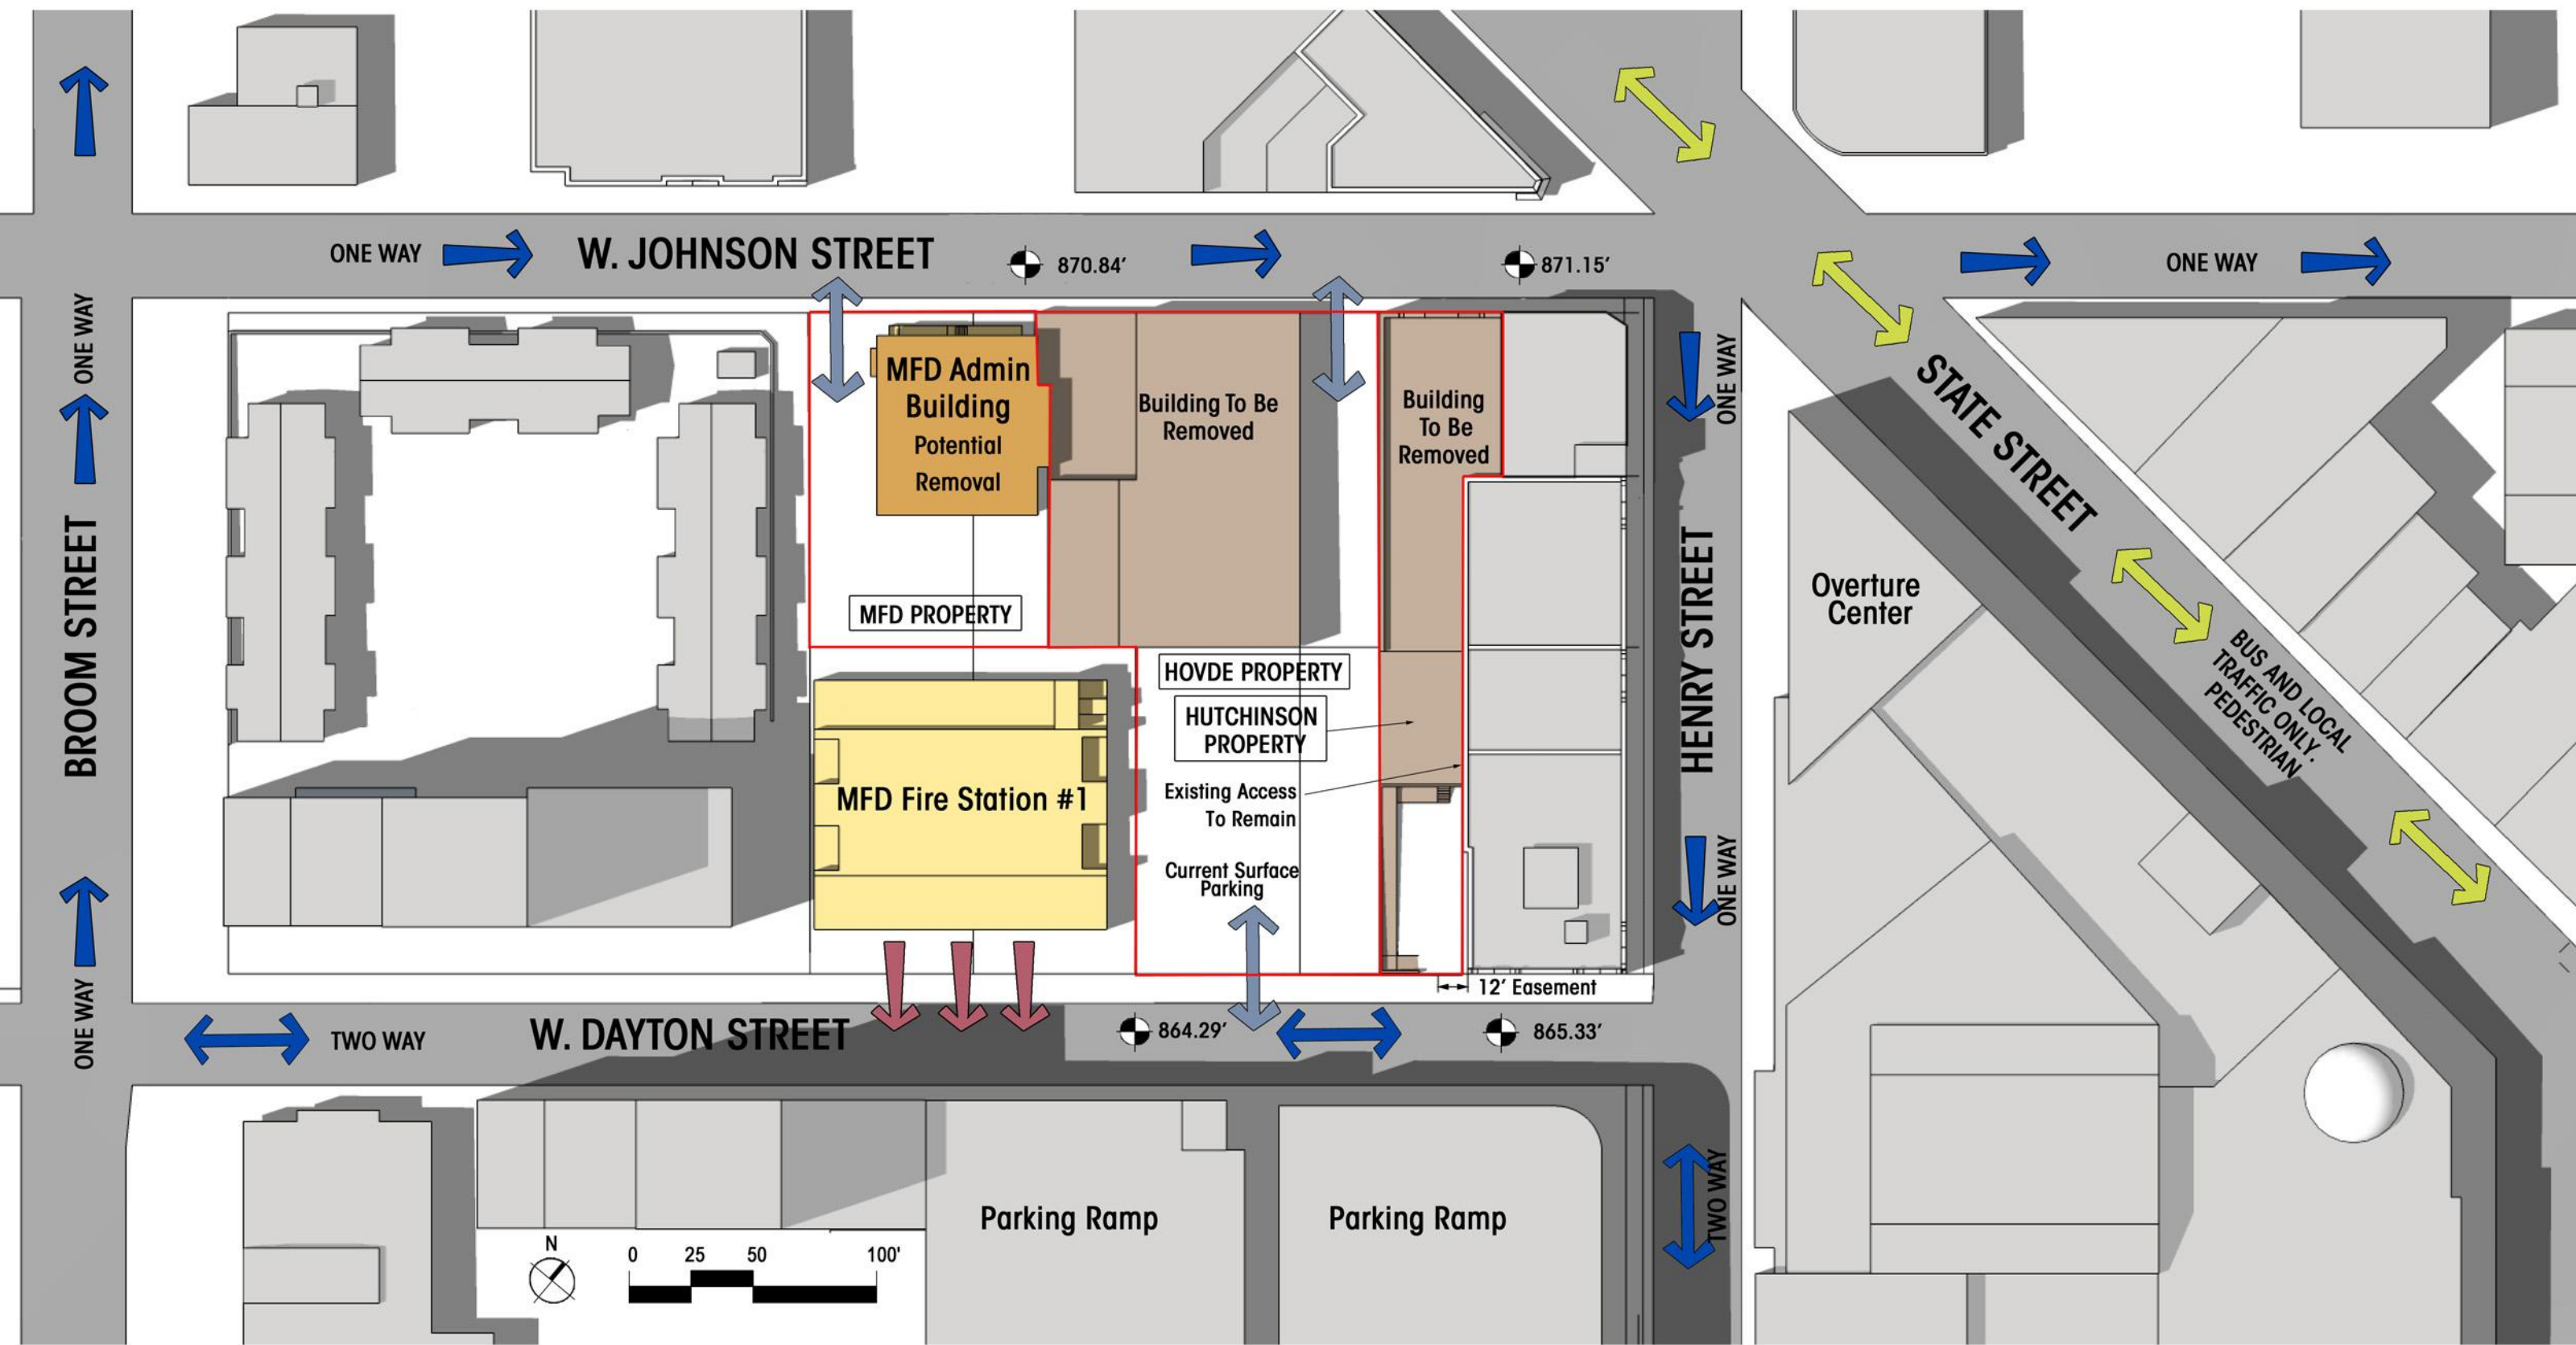 ONE WAY
W. JOHNSON STREET
870.84'
871.15'
ONE WAY
ONE WAY
BROOM STREET
ONE WAY
MFD Admin
Building
Potential
Removal
MFD PROPERTY
Building To Be
Removed
Building
To Be
Removed
HOVDE PROPERTY
HUTCHINSON
PROPERTY
Existing Access
To Remain
Current Surface
Parking
MFD Fire Station #1
12' Easement
ONE WAY
HENRY STREET
ONE WAY
TWO WAY
STATE STREET
BUS AND LOCAL
TRAFFIC ONLY.
PEDESTRIAN
Overture
Center
TWO WAY
W. DAYTON STREET
864.29'
865.33'
Parking Ramp
Parking Ramp
N
0 25 50 100'